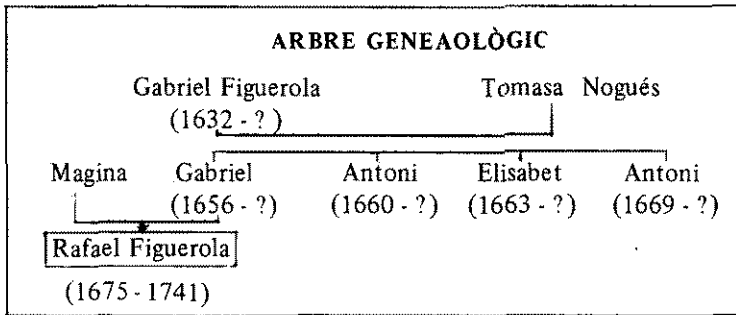 ARBRE GENEAOLÒGIC
Gabriel Figuerola Tomasa Nogués
(1632 - ?)
Magína Gabriel Antoni Elisabet Antoni
(1656 - ?) (1660 - ?) (1663 - ?) (1669 - ?)
Rafael Figuerola
(1675 - 1741)